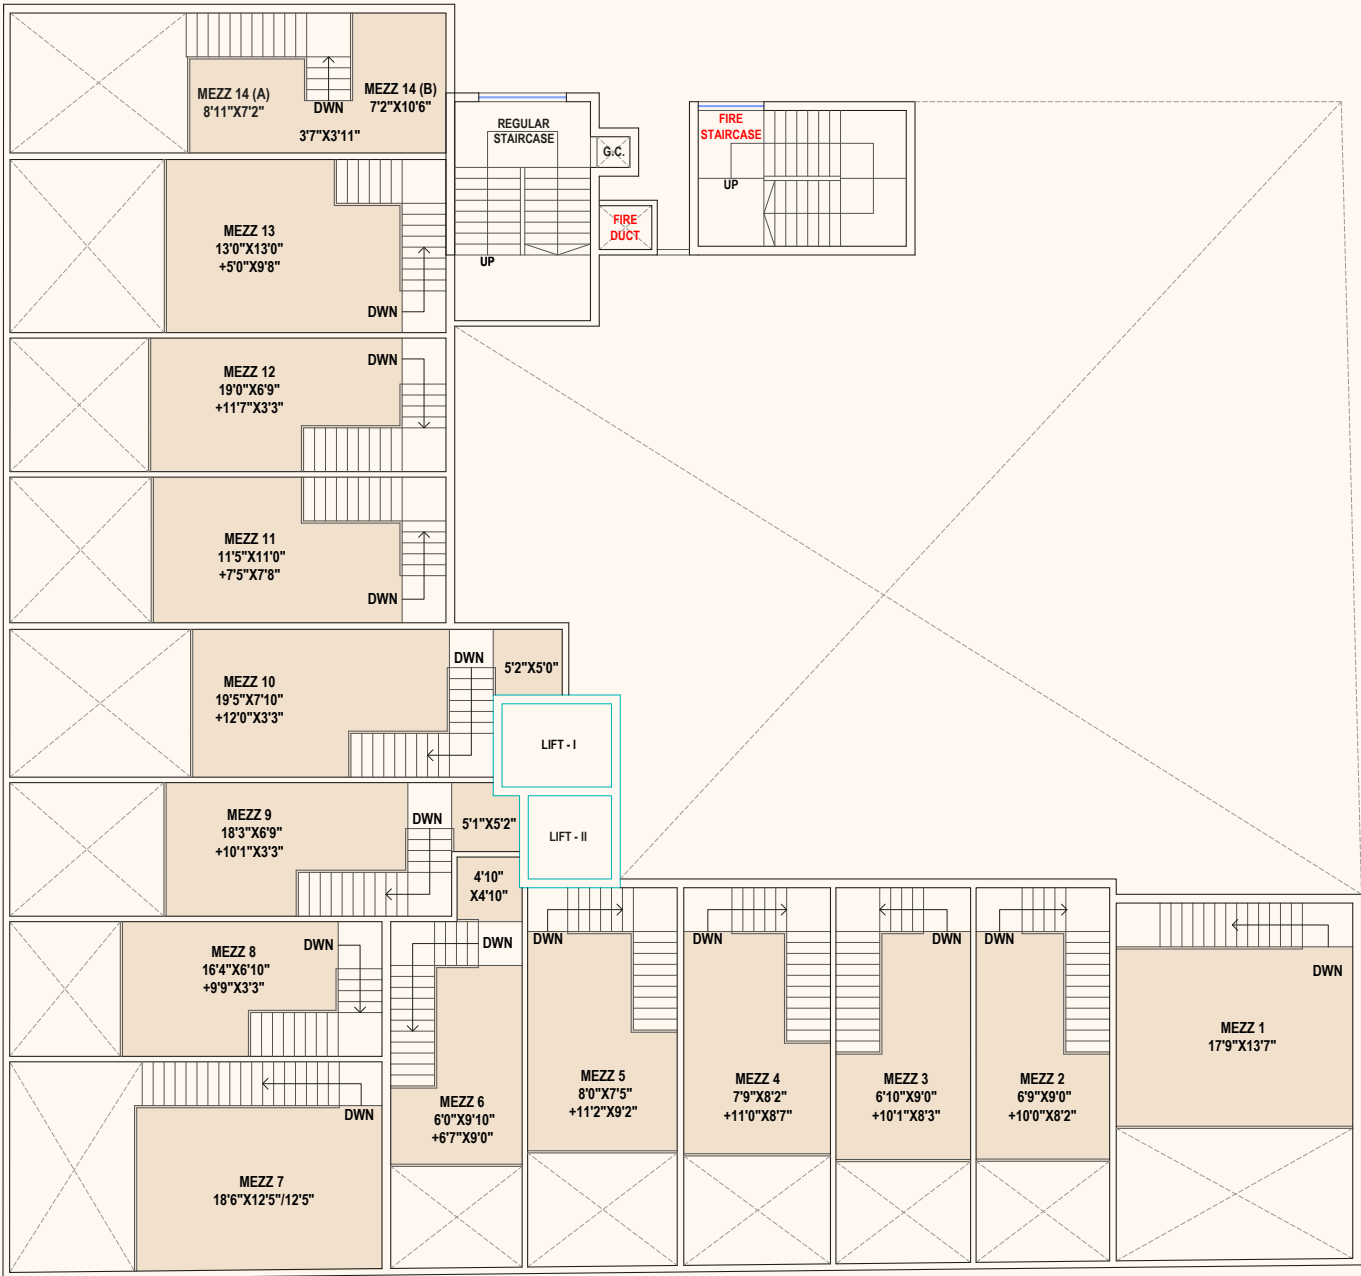 MEZZ 14 (A)
8'11"X7'2"
DWN
3'7"X3'11"
MEZZ 14 (B)
7'2"X10'6"
REGULAR
STAIRCASE
UP
G.C.
FIRE
DUCT
FIRE
STAIRCASE
UP
MEZZ 13
13'0"X13'0"
+5'0"X9'8"
DWN
MEZZ 12
19'0"X6'9"
+11'7"X3'3"
DWN
MEZZ 11
11'5"X11'0"
+7'5"X7'8"
DWN
MEZZ 10
19'5"X7'10"
+12'0"X3'3"
DWN
5'2"X5'0"
LIFT - I
MEZZ 9
18'3"X6'9"
+10'1"X3'3"
DWN
5'1"X5'2"
LIFT - II
4'10"
X4'10"
MEZZ 8
16'4"X6'10"
+9'9"X3'3"
DWN
DWN
MEZZ 6
6'0"X9'10"
+6'7"X9'0"
DWN
MEZZ 5
8'0"X7'5"
+11'2"X9'2"
DWN
MEZZ 4
7'9"X8'2"
+11'0"X8'7"
DWN
MEZZ 3
6'10"X9'0"
+10'1"X8'3"
DWN
MEZZ 2
6'9"X9'0"
+10'0"X8'2"
DWN
MEZZ 1
17'9"X13'7"
DWN
MEZZ 7
18'6"X12'5"/12'5"